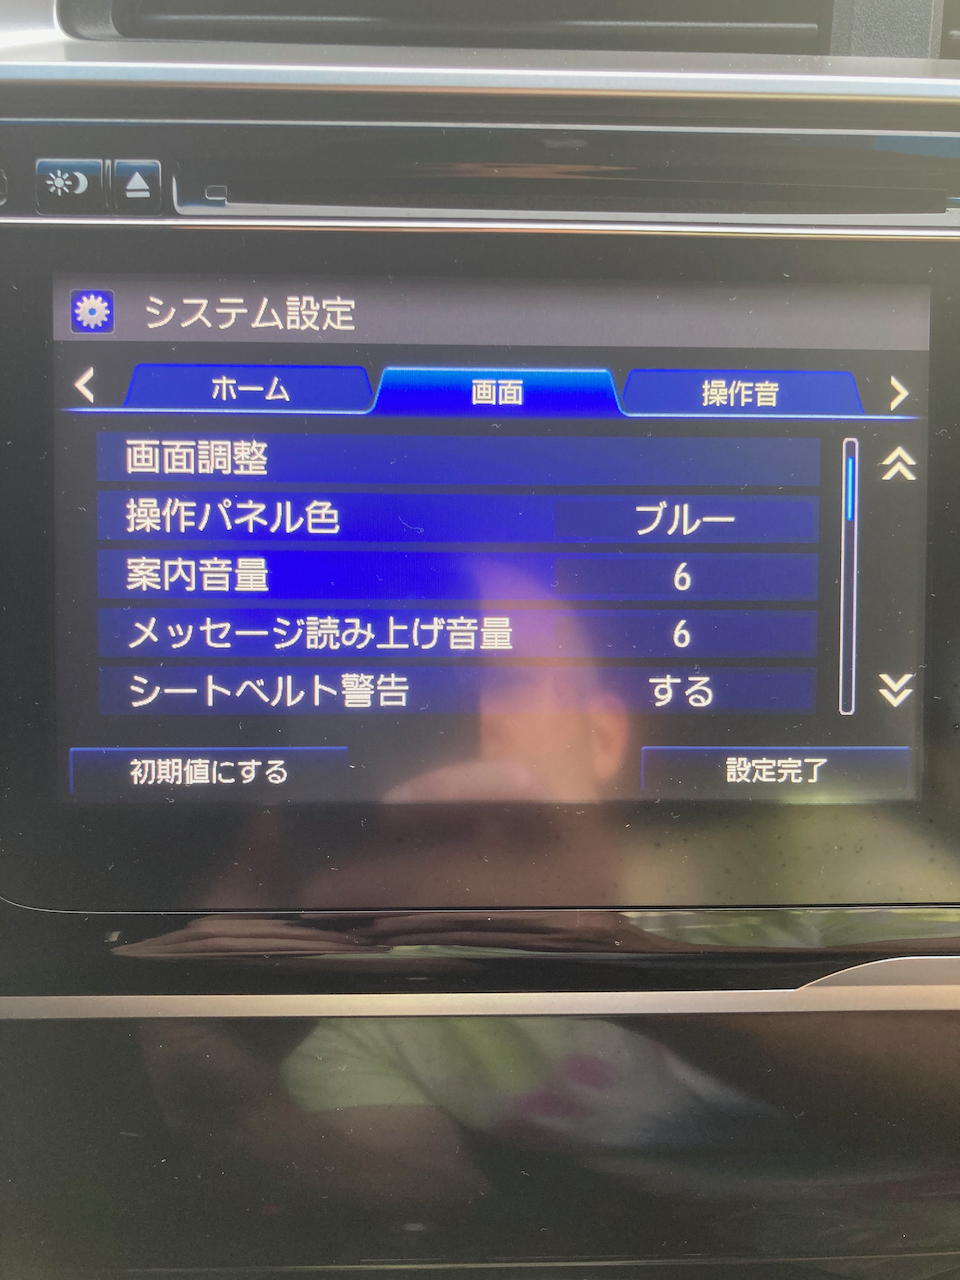 システム設定
ホーム 画面 操作音
画面調整
操作パネル色 ブルー
案内音量 6
メッセージ読み上げ音量 6
シートベルト警告 する
初期値にする 設定完了